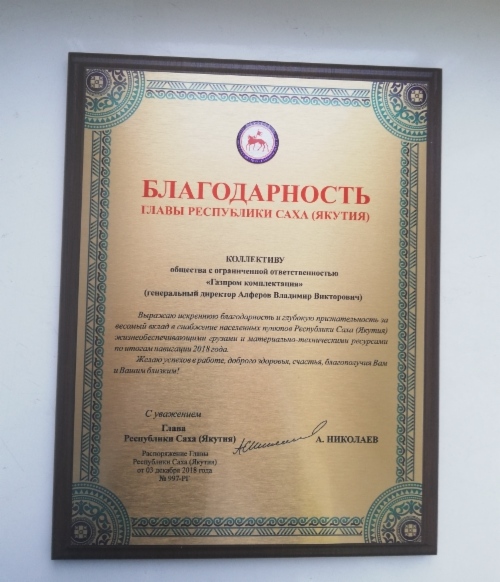 БЛАГОДАРНОСТЬ
ГЛАВЫ РЕСПУБЛИКИ САХА (ЯКУТИЯ)
КОЛЛЕКТИВУ
общества с ограниченной ответственностью
«Газпром комплектация»
(генеральный директор Алферов Владимир Викторович)
Выражаю искреннюю благодарность и глубокую признательность за
весомый вклад в снабжение населенных пунктов Республики Саха (Якутия)
жизнеобеспечивающими грузами и материально-техническими ресурсами
по итогам навигации 2018 года.
Желаю успехов в работе, доброго здоровья, счастья, благополучия Вам
и Вашим близким!
С уважением
Глава
Республики Саха (Якутия)
А. НИКОЛАЕВ
Распоряжение Главы
Республики Саха (Якутия)
от 03 декабря 2018 года
№ 997-РГ